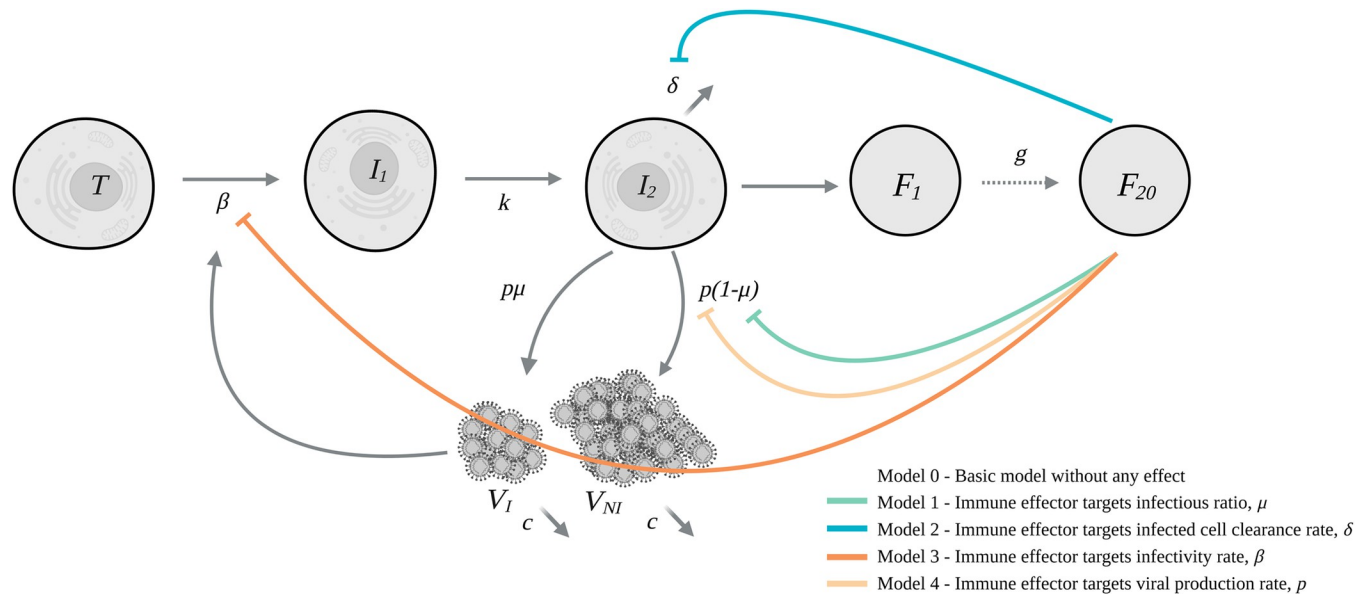 δ
T
β
I1
k
I2
F1
g
F20
pμ
p(1-μ)
VI
c
VNI
c
Model 0 - Basic model without any effect
Model 1 - Immune effector targets infectious ratio, μ
Model 2 - Immune effector targets infected cell clearance rate, δ
Model 3 - Immune effector targets infectivity rate, β
Model 4 - Immune effector targets viral production rate, p